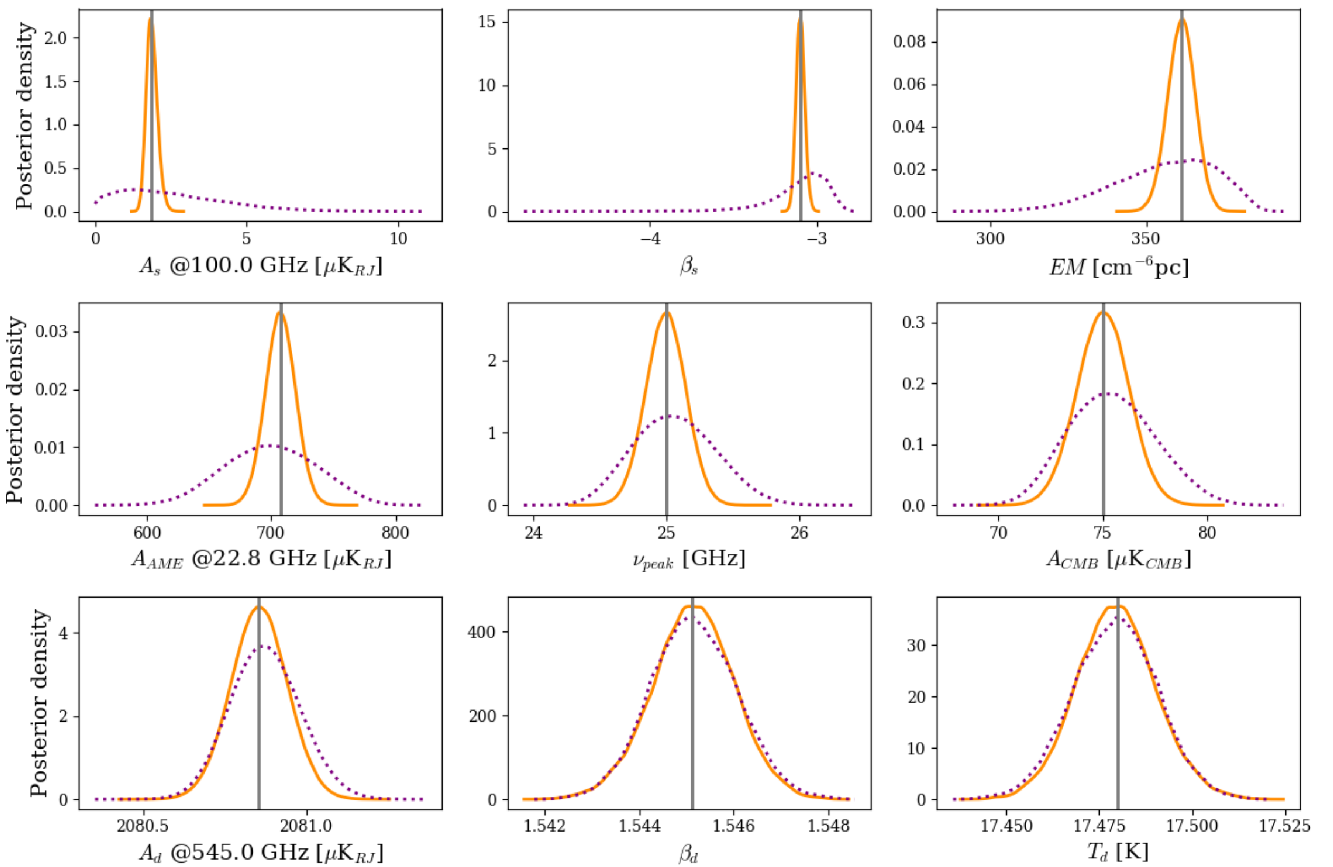 Posterior density
2.0
1.5
1.0
0.5
0.0
0 5 10
A_s @100.0 GHz [μK_RJ]
15
10
5
0
−4 −3
β_s
0.08
0.06
0.04
0.02
0.00
300 350
EM [cm⁻⁶pc]
Posterior density
0.03
0.02
0.01
0.00
600 700 800
A_AME @22.8 GHz [μK_RJ]
2
1
0
24 25 26
ν_peak [GHz]
0.3
0.2
0.1
0.0
70 75 80
A_CMB [μK_CMB]
Posterior density
4
2
0
2080.5 2081.0
A_d @545.0 GHz [μK_RJ]
400
200
0
1.542 1.544 1.546 1.548
β_d
30
20
10
0
17.450 17.475 17.500 17.525
T_d [K]